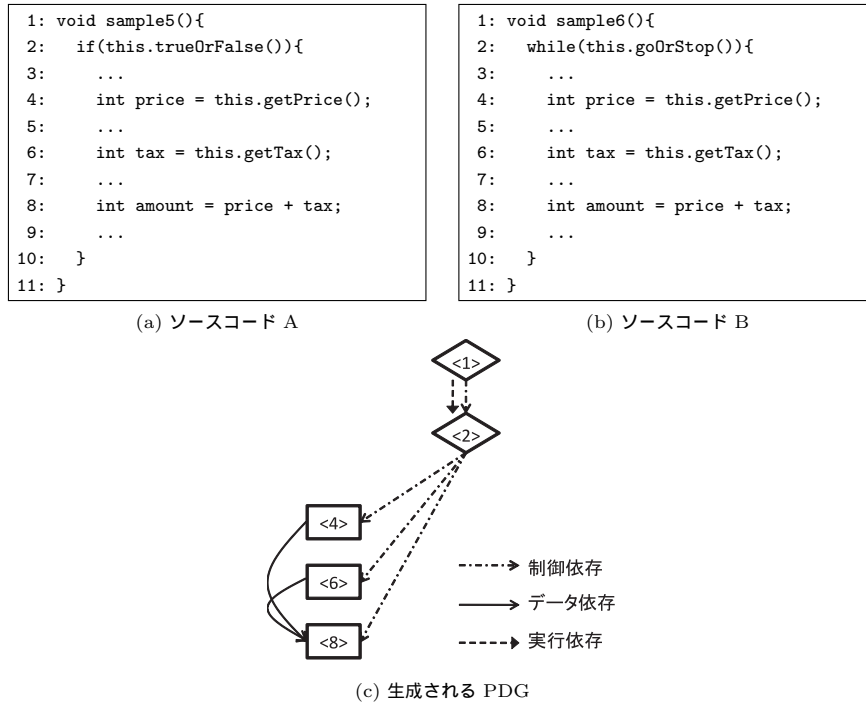 1: void sample5(){
2: if(this.trueOrFalse()){
3: ...
4: int price = this.getPrice();
5: ...
6: int tax = this.getTax();
7: ...
8: int amount = price + tax;
9: ...
10: }
11: }
(a) ソースコード A
1: void sample6(){
2: while(this.goOrStop()){
3: ...
4: int price = this.getPrice();
5: ...
6: int tax = this.getTax();
7: ...
8: int amount = price + tax;
9: ...
10: }
11: }
(b) ソースコード B
<1>
<2>
<4>
<6>
<8>
制御依存
データ依存
実行依存
(c) 生成される PDG